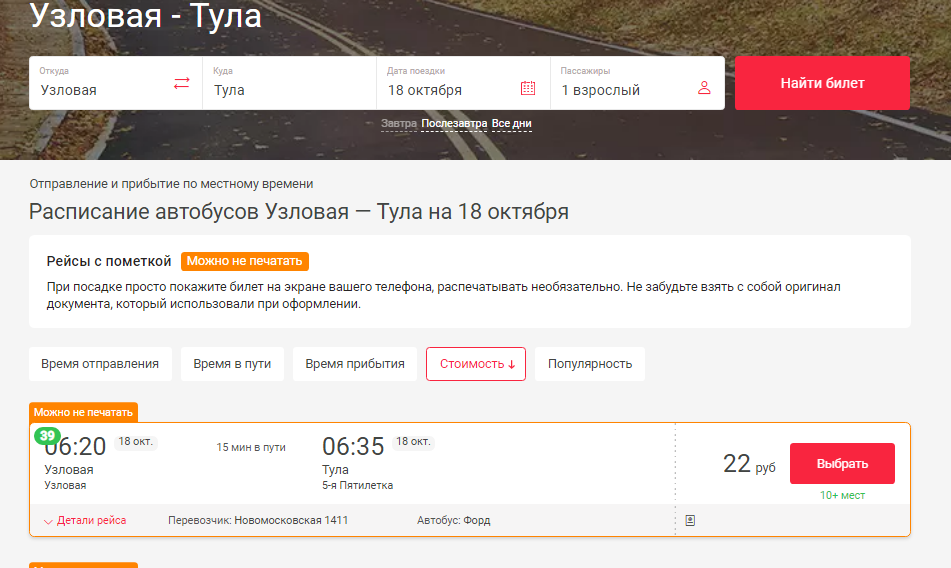 Узловая - Тула
Откуда
Узловая
Куда
Тула
Дата поездки
18 октября
Пассажиры
1 взрослый
Найти билет
Завтра Послезавтра Все дни
Отправление и прибытие по местному времени
Расписание автобусов Узловая — Тула на 18 октября
Рейсы с пометкой Можно не печатать
При посадке просто покажите билет на экране вашего телефона, распечатывать необязательно. Не забудьте взять с собой оригинал
документа, который использовали при оформлении.
Время отправления Время в пути Время прибытия Стоимость ↓ Популярность
Можно не печатать
39
06:20 18 окт.
15 мин в пути
06:35 18 окт.
22 руб
Выбрать
Узловая
Тула
Узловая
5-я Пятилетка
10+ мест
Детали рейса
Перевозчик: Новомосковская 1411
Автобус: Форд